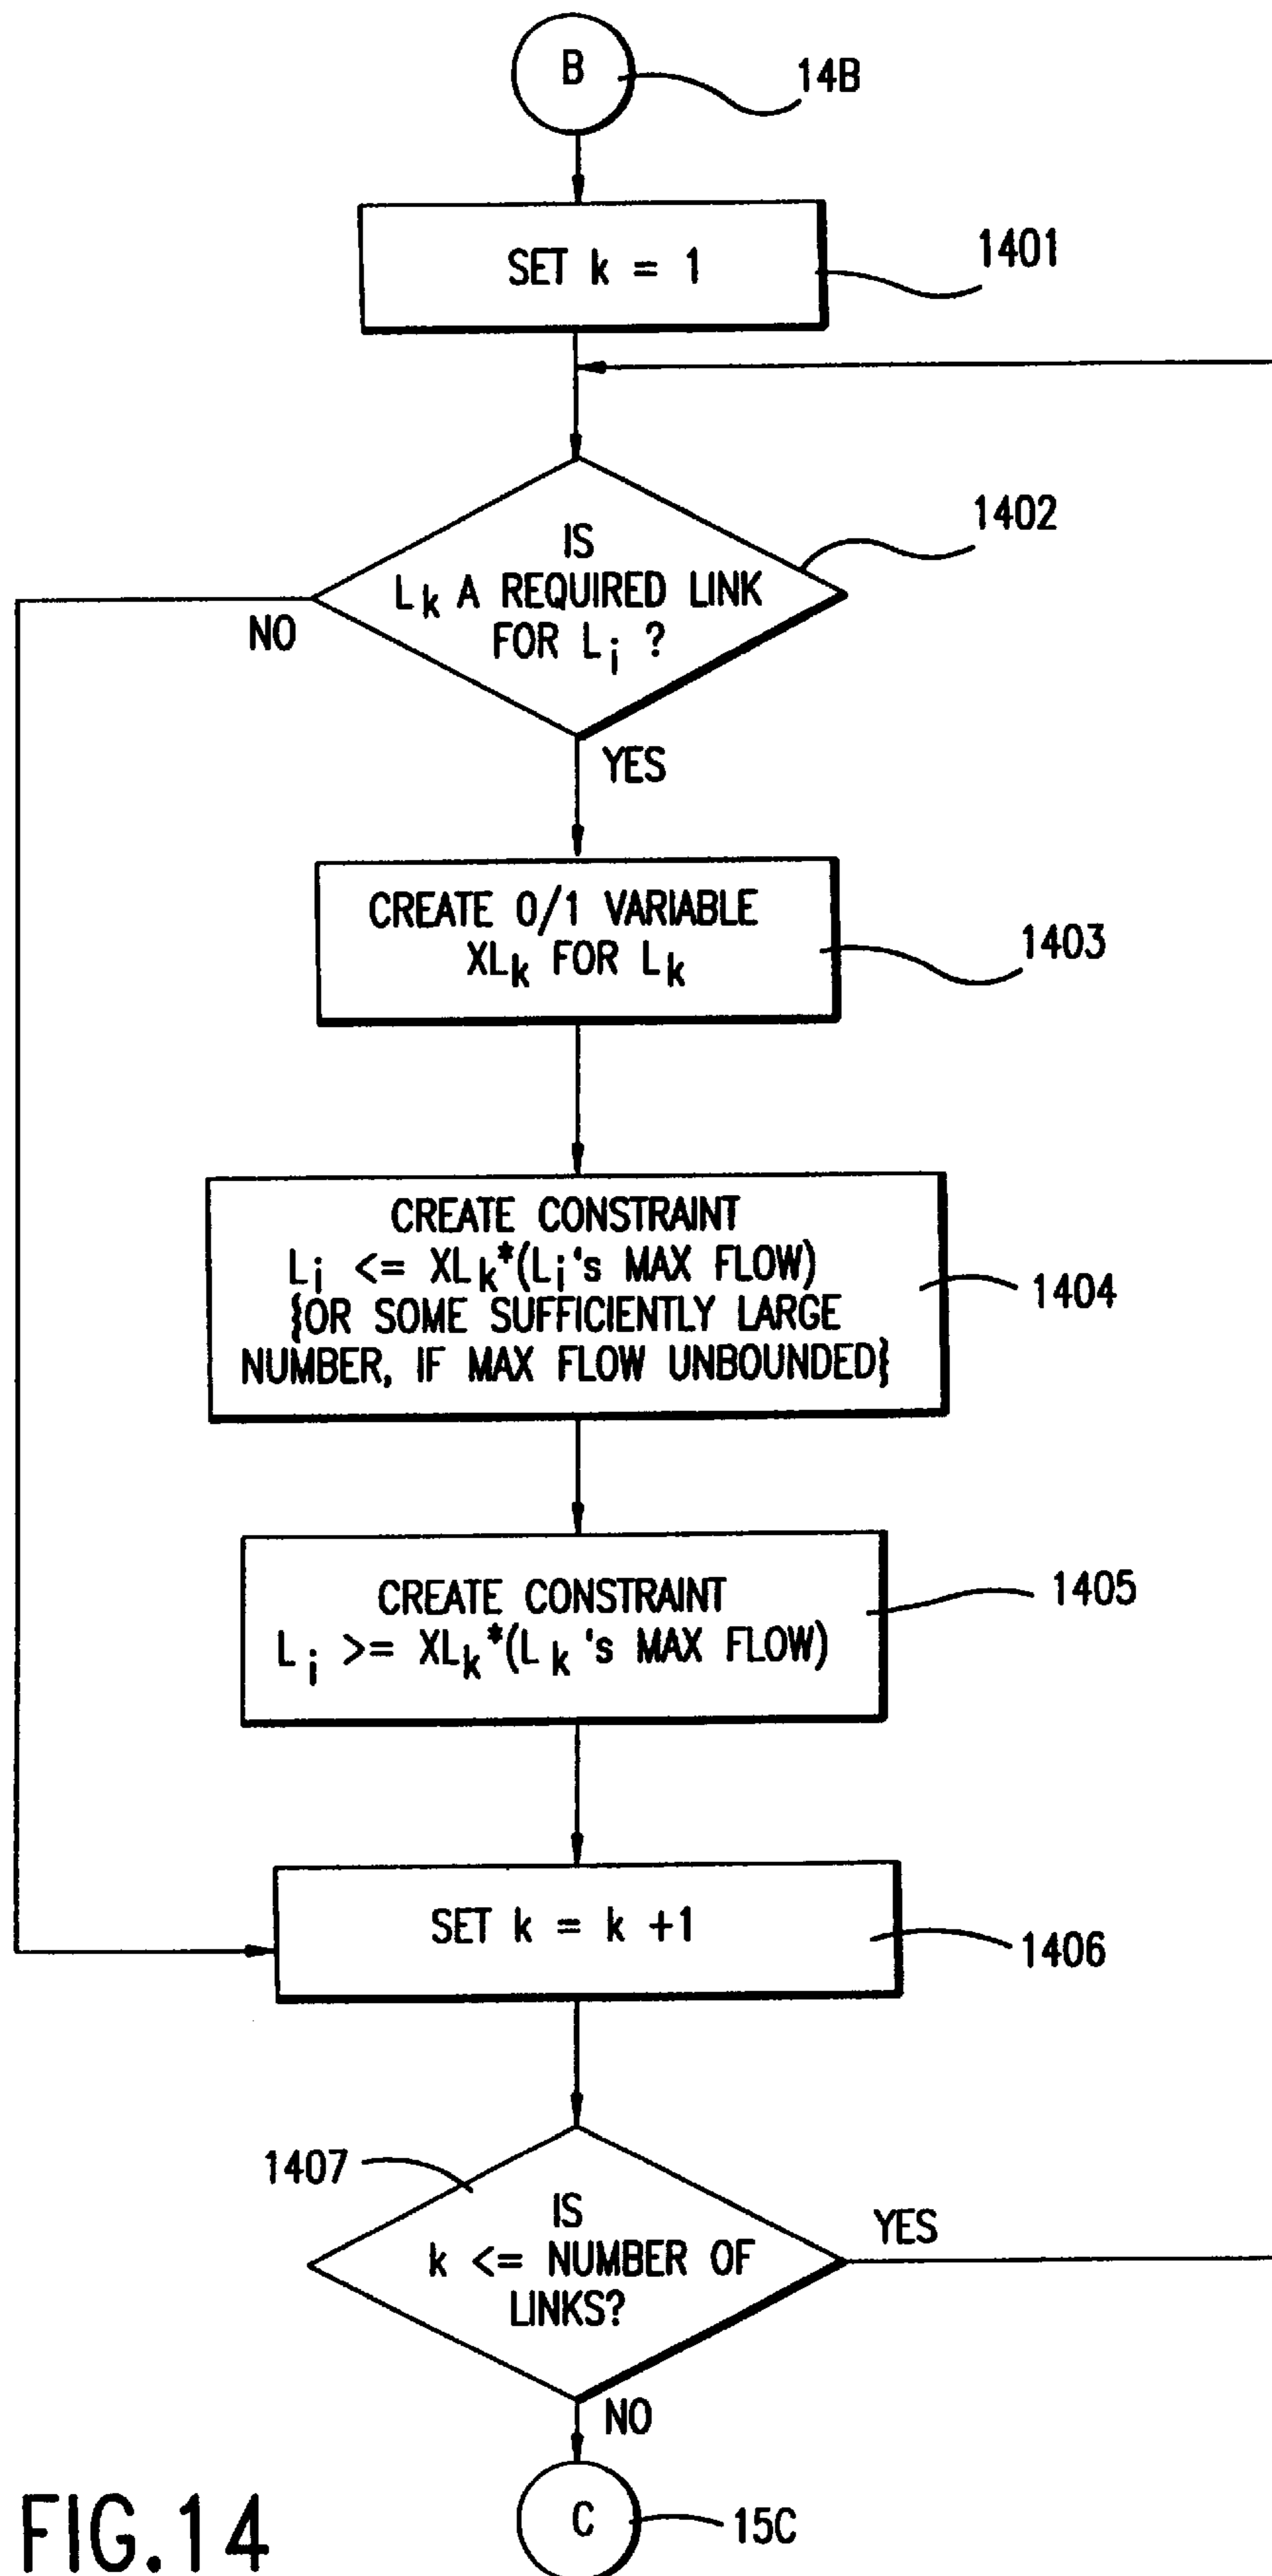 B
14B
SET k = 1
1401
IS
Lk A REQUIRED LINK
FOR Li ?
1402
NO
YES
CREATE 0/1 VARIABLE
XLk FOR Lk
1403
CREATE CONSTRAINT
Li <= XLk*(Li's MAX FLOW)
{OR SOME SUFFICIENTLY LARGE
NUMBER, IF MAX FLOW UNBOUNDED}
1404
CREATE CONSTRAINT
Li >= XLk*(Lk's MAX FLOW)
1405
SET k = k +1
1406
1407
IS
k <= NUMBER OF
LINKS?
YES
NO
C
15C
FIG.14